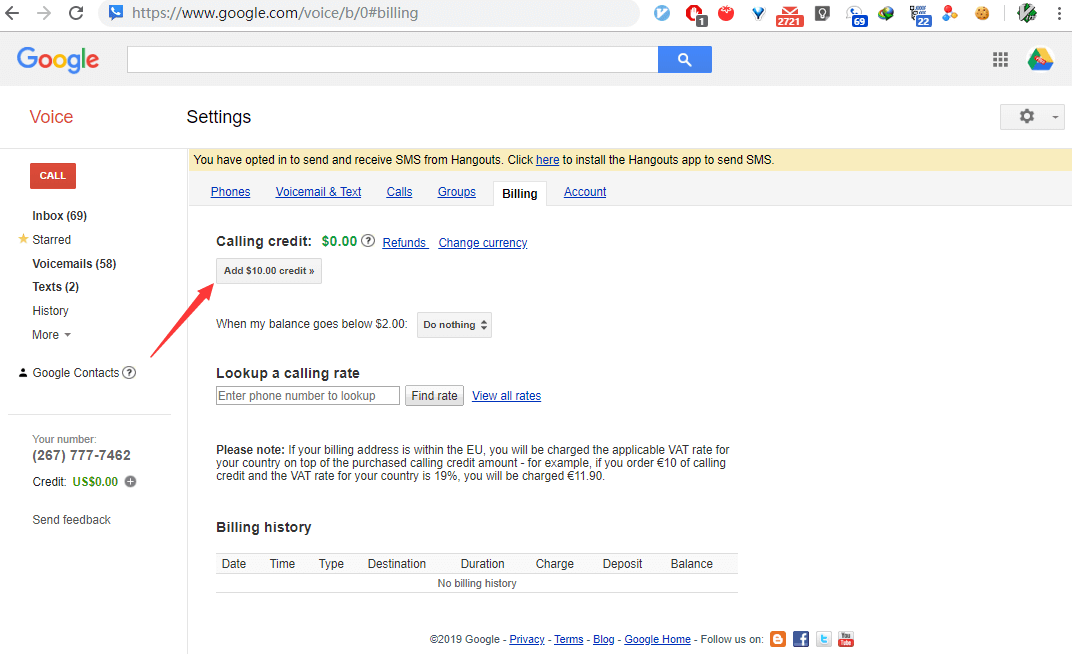 https://www.google.com/voice/b/0#billing
1
2721
69
22
Google
Voice
Settings
CALL
You have opted in to send and receive SMS from Hangouts. Click here to install the Hangouts app to send SMS.
Phones Voicemail & Text Calls Groups Billing Account
Inbox (69)
Starred
Voicemails (58)
Texts (2)
History
More
Google Contacts ?
Your number:
(267) 777-7462
Credit: US$0.00
Send feedback
Calling credit: $0.00 ? Refunds Change currency
Add $10.00 credit »
When my balance goes below $2.00: Do nothing
Lookup a calling rate
Enter phone number to lookup Find rate View all rates
Please note: If your billing address is within the EU, you will be charged the applicable VAT rate for
your country on top of the purchased calling credit amount - for example, if you order €10 of calling
credit and the VAT rate for your country is 19%, you will be charged €11.90.
Billing history
Date Time Type Destination Duration Charge Deposit Balance
No billing history
©2019 Google - Privacy - Terms - Blog - Google Home - Follow us on: You Tube